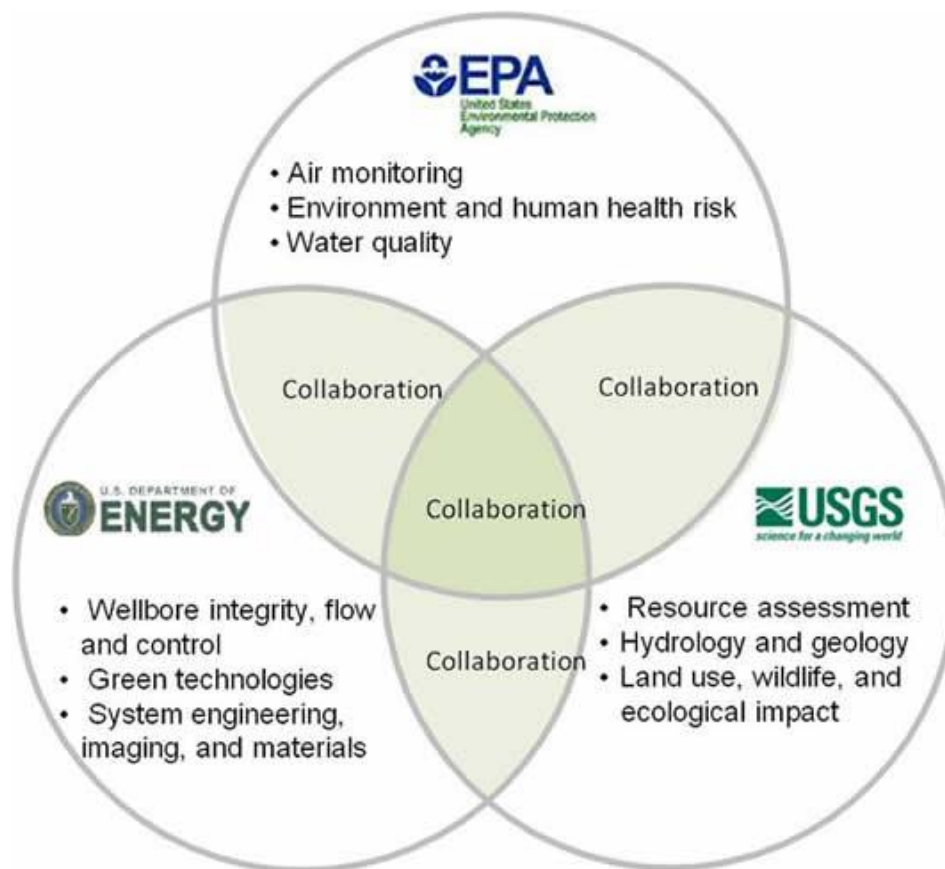 EPA
United States
Environmental Protection
Agency
• Air monitoring
• Environment and human health risk
• Water quality
Collaboration
Collaboration
Collaboration
U.S. DEPARTMENT OF
ENERGY
• Wellbore integrity, flow
and control
• Green technologies
• System engineering,
imaging, and materials
USGS
science for a changing world
• Resource assessment
• Hydrology and geology
• Land use, wildlife, and
ecological impact
Collaboration